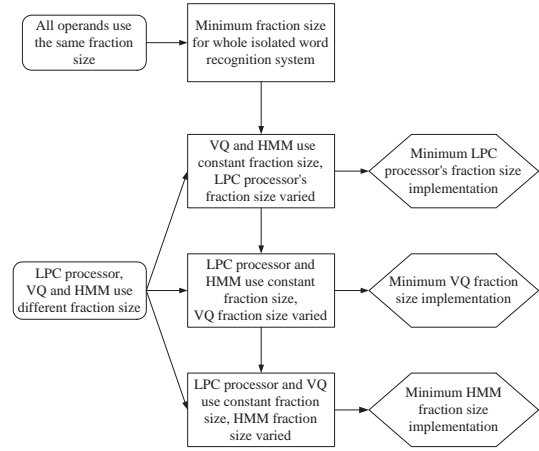 All operands use
the same fraction
size
Minimum fraction size
for whole isolated word
recognition system
VQ and HMM use
constant fraction size,
LPC processor's
fraction size varied
Minimum LPC
processor's fraction size
implementation
LPC processor,
VQ and HMM use
different fraction size
LPC processor and
HMM use constant
fraction size,
VQ fraction size varied
Minimum VQ fraction
size implementation
LPC processor and VQ
use constant fraction
size, HMM fraction
size varied
Minimum HMM
fraction size
implementation